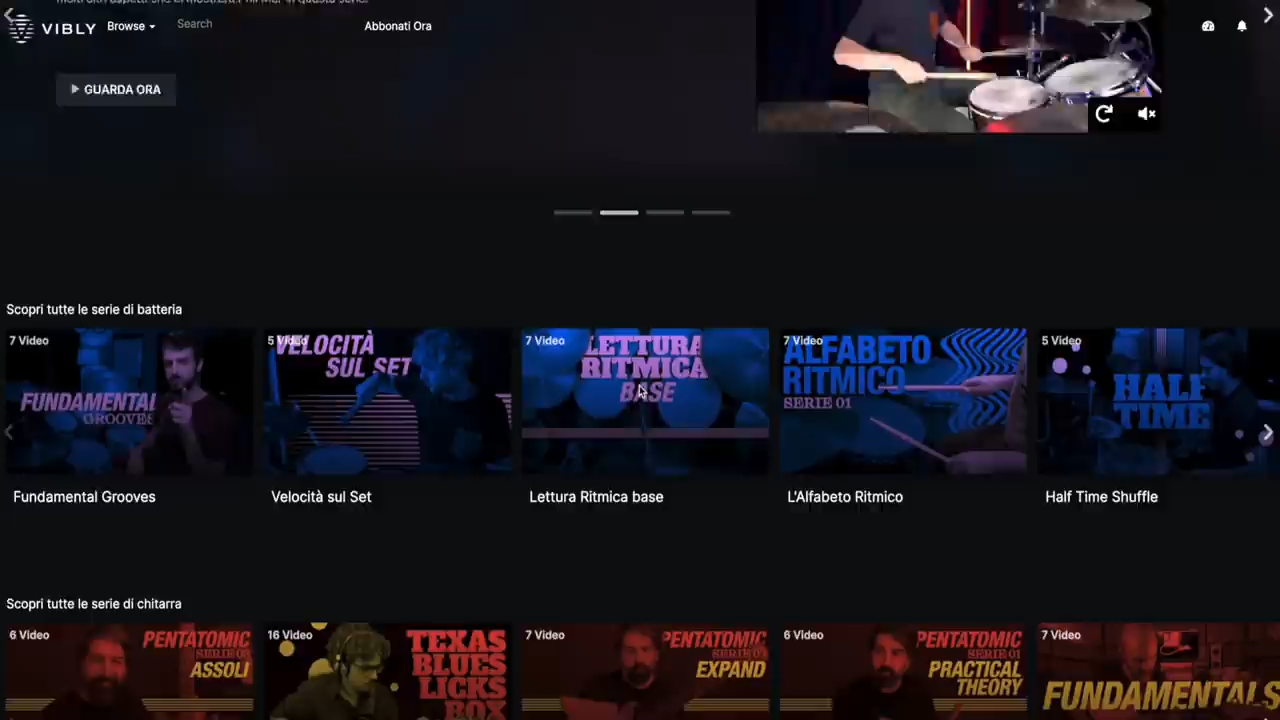 VIBLY
Browse
Search
Abbonati Ora
GUARDA ORA
Scopri tutte le serie di batteria
7 Video
FUNDAMENTAL
GROOVES
Fundamental Grooves
5 Video
VELOCITÀ
SUL SET
Velocità sul Set
7 Video
LETTURA
RITMICA
BASE
Lettura Ritmica base
7 Video
ALFABETO
RITMICO
SERIE 01
L'Alfabeto Ritmico
5 Video
HALF
TIME
Half Time Shuffle
Scopri tutte le serie di chitarra
6 Video
PENTATOMIC
ASSOLI
16 Video
TEXAS
BLUES
LICKS
BOX
7 Video
PENTATOMIC
SERIE 01
EXPAND
6 Video
PENTATOMIC
SERIE 01
PRACTICAL
THEORY
7 Video
FUNDAMENTALS